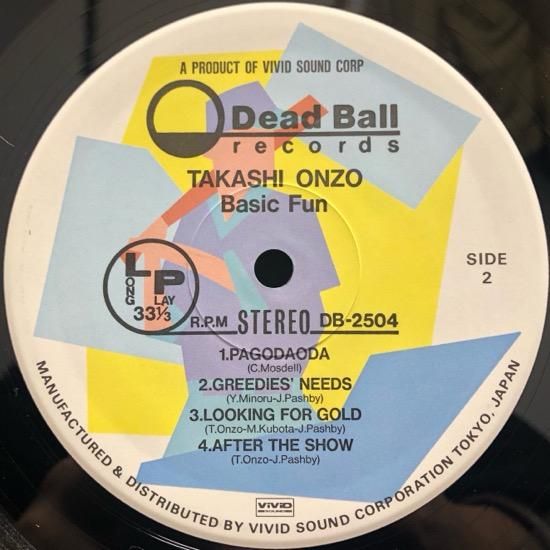 A PRODUCT OF VIVID SOUND CORP
Dead Ball
records
TAKASHI ONZO
Basic Fun
LONG PLAY
33⅓
R.P.M STEREO DB-2504
SIDE
2
1.PAGODAODA
(C.Mosdell)
2.GREEDIES' NEEDS
(Y.Minoru-J.Pashby)
3.LOOKING FOR GOLD
(T.Onzo-M.Kubota-J.Pashby)
4.AFTER THE SHOW
(T.Onzo-J.Pashby)
ViViD
SOUND
MANUFACTURED & DISTRIBUTED BY VIVID SOUND CORPORATION TOKYO, JAPAN